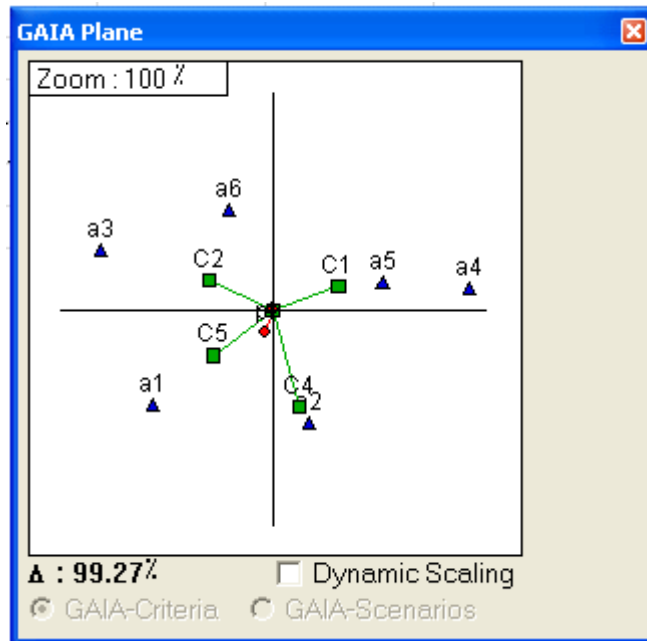 GAIA Plane
Zoom : 100 %
a6
a3
C2
C1
a5
a4
C5
a1
C4
2
Δ : 99.27%
Dynamic Scaling
GAIA-Criteria
GAIA-Scenarios